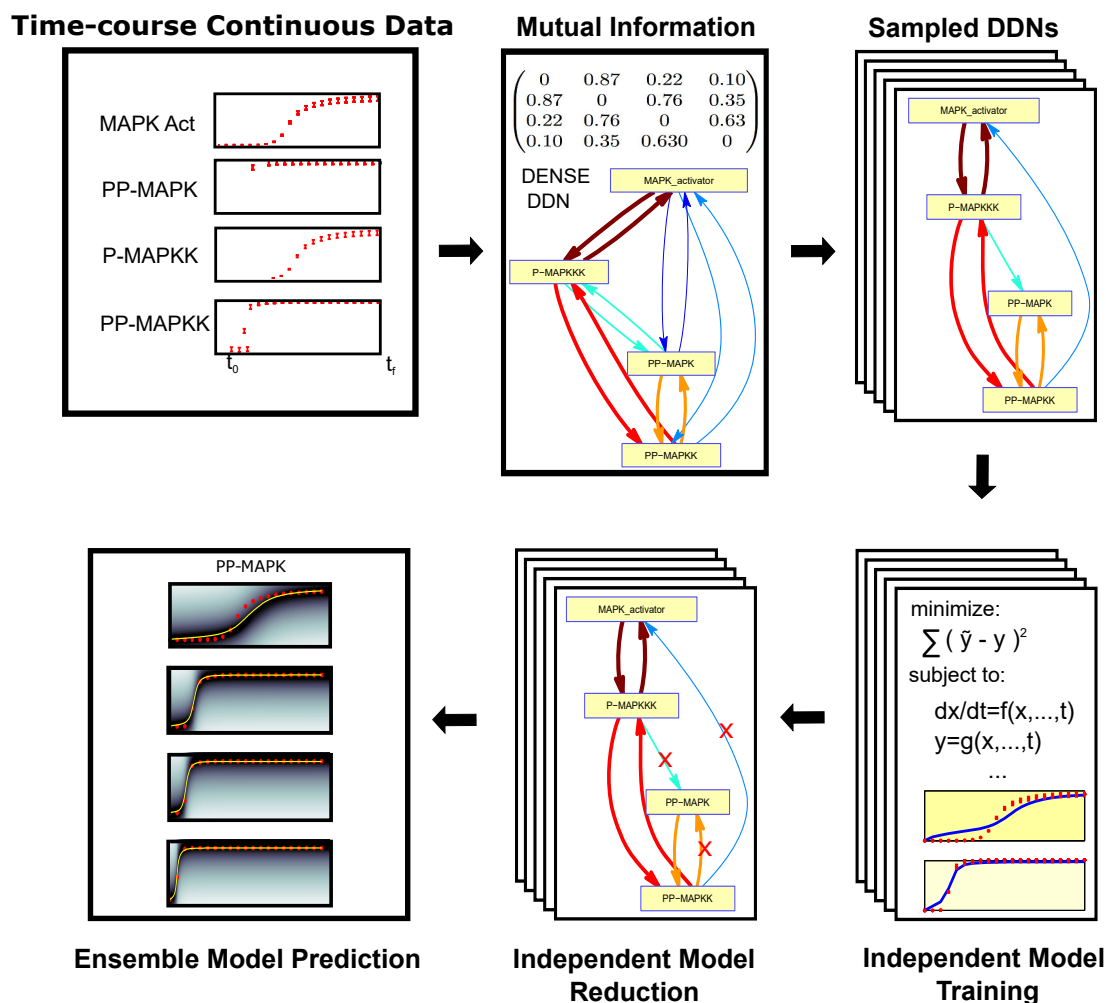 Time-course Continuous Data
MAPK Act
PP-MAPK
P-MAPKK
PP-MAPKK
t0
tf
Mutual Information
0 0.87 0.22 0.10
0.87 0 0.76 0.35
0.22 0.76 0 0.63
0.10 0.35 0.630 0
DENSE
DDN
MAPK_activator
P-MAPKKK
PP-MAPK
PP-MAPKK
Sampled DDNs
MAPK_activator
P-MAPKKK
PP-MAPK
PP-MAPKK
minimize:
∑ ( ỹ - y )²
subject to:
dx/dt=f(x,...,t)
y=g(x,...,t)
...
Independent Model
Training
MAPK_activator
P-MAPKKK
X
X
PP-MAPK
X
PP-MAPKK
Independent Model
Reduction
PP-MAPK
Ensemble Model Prediction